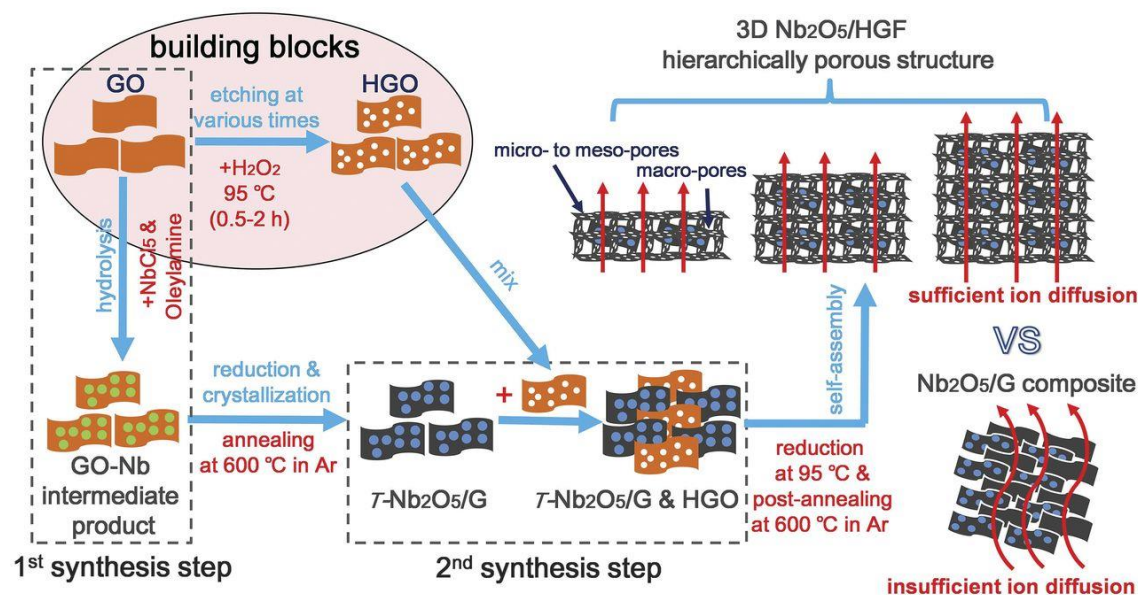 building blocks
GO
HGO
etching at
various times
+H₂O₂
95 ℃
(0.5-2 h)
hydrolysis
+NbCl5 &
Oleylamine
mix
GO-Nb
intermediate
product
1st synthesis step
reduction &
crystallization
annealing
at 600 ℃ in Ar
+
T-Nb2O5/G
T-Nb2O5/G & HGO
2nd synthesis step
self-assembly
reduction
at 95 ℃ &
post-annealing
at 600 ℃ in Ar
3D Nb2O5/HGF
hierarchically porous structure
micro- to meso-pores
macro-pores
sufficient ion diffusion
VS
Nb2O5/G composite
insufficient ion diffusion